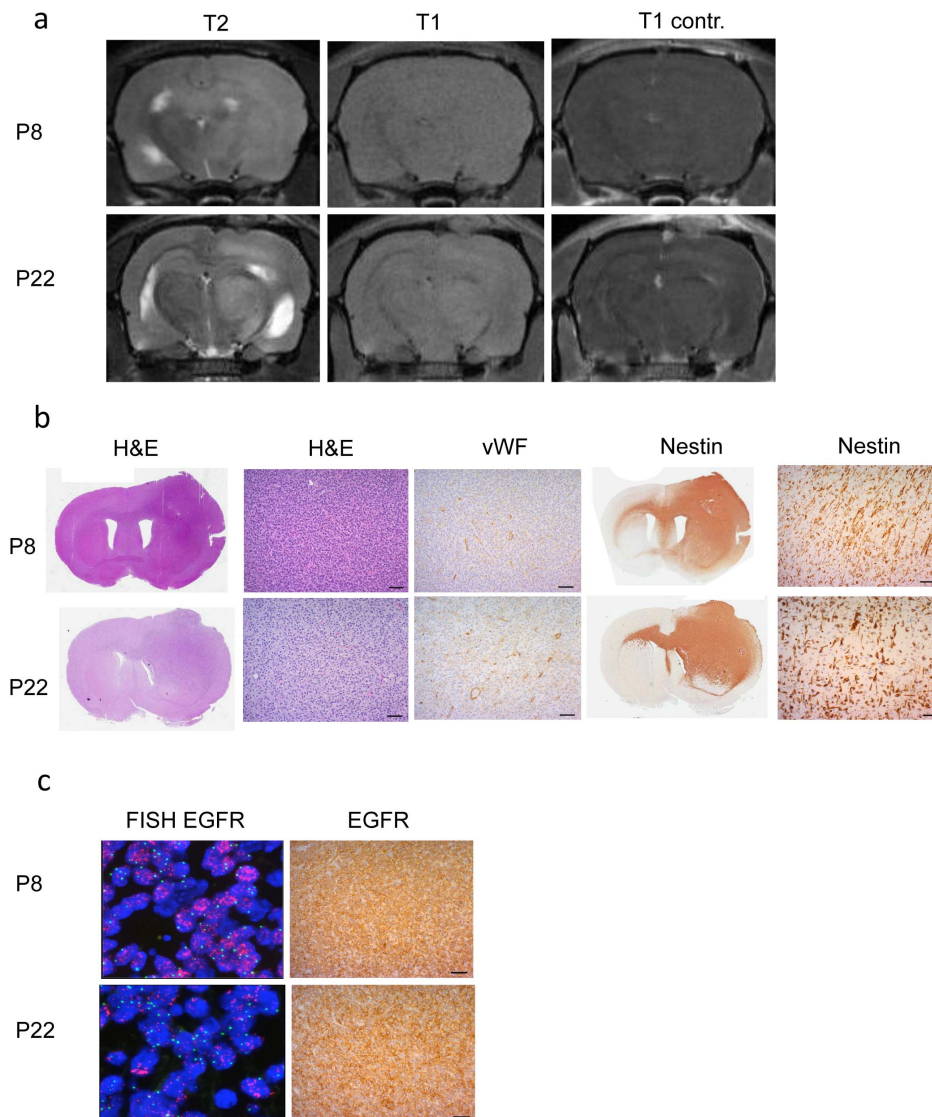 a
T2 T1 T1 contr.
P8
P22
b
H&E H&E vWF Nestin Nestin
P8
P22
c
FISH EGFR EGFR
P8
P22